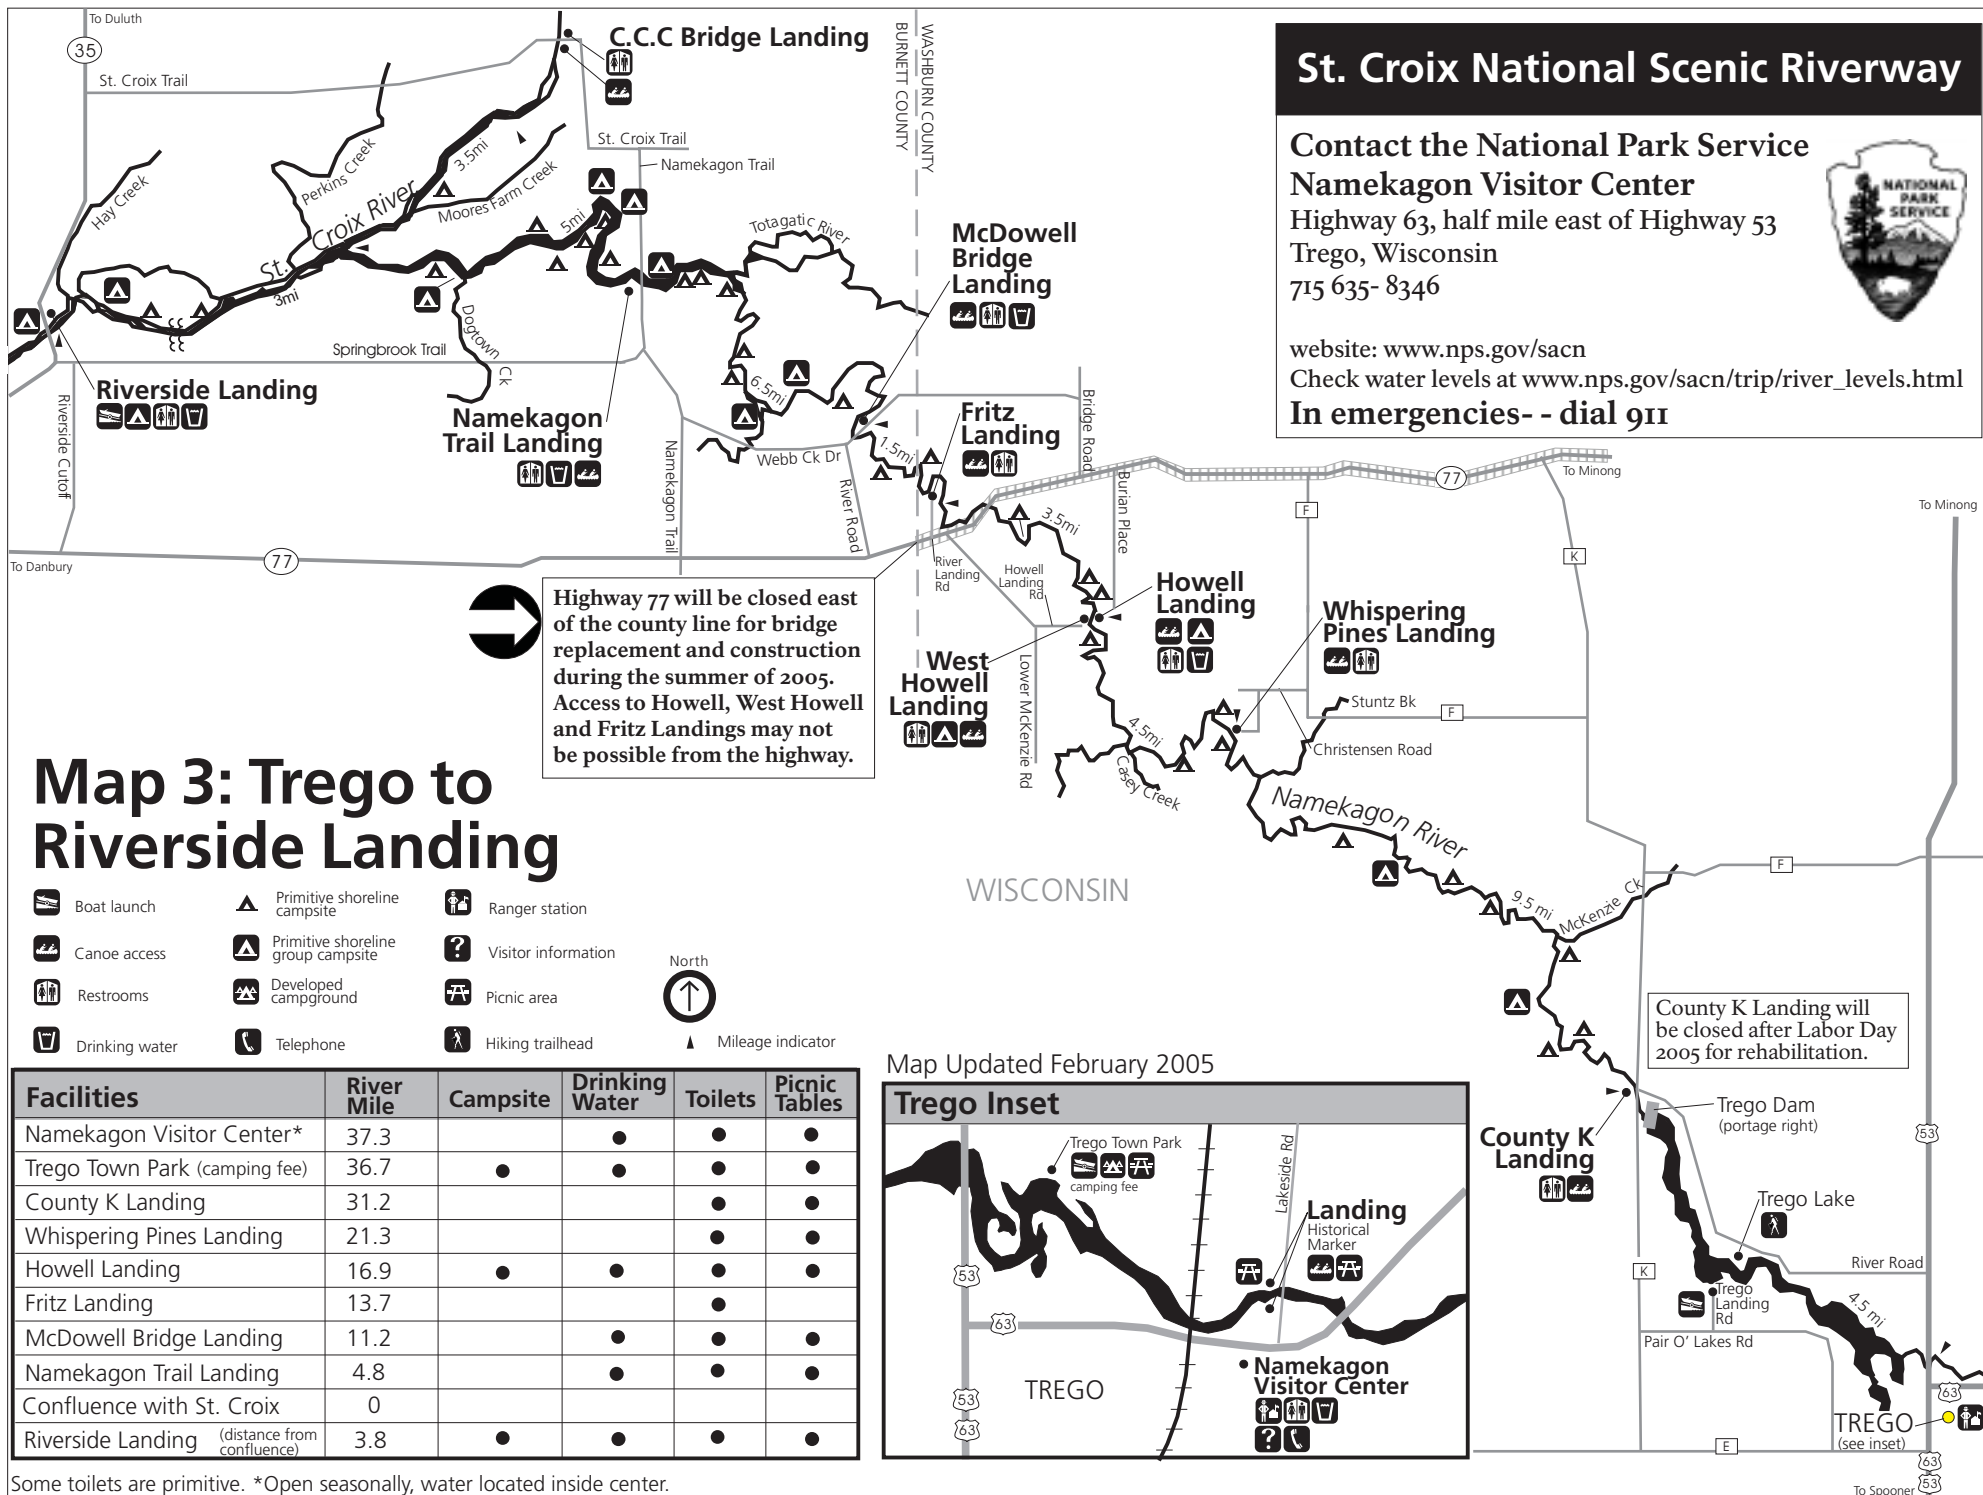 To Duluth
35
St. Croix Trail
C.C.C Bridge Landing
BURNETT COUNTY
WASHBURN COUNTY
St. Croix National Scenic Riverway
Contact the National Park Service
Namekagon Visitor Center
Highway 63, half mile east of Highway 53
Trego, Wisconsin
715 635- 8346
website: www.nps.gov/sacn
Check water levels at www.nps.gov/sacn/trip/river_levels.html
In emergencies- - dial 911
NATIONAL
PARK
SERVICE
Hay Creek
Perkins Creek
3.5mi
St. Croix River
Moores Farm Creek
St. Croix Trail
Namekagon Trail
5mi
Totagatic River
3mi
McDowell
Bridge
Landing
Springbrook Trail
Dogtown Ck
Riverside Landing
Riverside Cutoff
Namekagon
Trail Landing
Namekagon Trail
6.5mi
Webb Ck Dr
River Road
1.5mi
Fritz
Landing
Bridge Road
Burian Place
77
To Minong
To Minong
F
K
3.5mi
To Danbury
77
River
Landing
Rd
Howell
Landing
Rd
Howell
Landing
Whispering
Pines Landing
Highway 77 will be closed east
of the county line for bridge
replacement and construction
during the summer of 2005.
Access to Howell, West Howell
and Fritz Landings may not
be possible from the highway.
West
Howell
Landing
Lower McKenzie Rd
4.5mi
Casey Creek
Stuntz Bk
F
Christensen Road
Namekagon River
F
WISCONSIN
9.5 mi
McKenzie Ck
Map 3: Trego to
Riverside Landing
Boat launch
Canoe access
Restrooms
Drinking water
Primitive shoreline
campsite
Primitive shoreline
group campsite
Developed
campground
Telephone
Ranger station
? Visitor information
Picnic area
Hiking trailhead
North
Mileage indicator
County K Landing will
be closed after Labor Day
2005 for rehabilitation.
Map Updated February 2005
Facilities River Mile Campsite Drinking Water Toilets Picnic Tables
Namekagon Visitor Center* 37.3 ● ● ●
Trego Town Park (camping fee) 36.7 ● ● ● ●
County K Landing 31.2 ● ●
Whispering Pines Landing 21.3 ● ●
Howell Landing 16.9 ● ● ● ●
Fritz Landing 13.7 ●
McDowell Bridge Landing 11.2 ● ● ●
Namekagon Trail Landing 4.8 ● ● ●
Confluence with St. Croix 0
Riverside Landing (distance from confluence) 3.8 ● ● ● ●
Some toilets are primitive. *Open seasonally, water located inside center.
Trego Inset
Trego Town Park
camping fee
Lakeside Rd
Landing
Historical
Marker
53
63
53
63
TREGO
Namekagon
Visitor Center
?
County K
Landing
Trego Dam
(portage right)
53
Trego Lake
K
River Road
Trego
Landing
Rd
4.5 mi
Pair O' Lakes Rd
63
TREGO
(see inset)
E
63
53
To Spooner